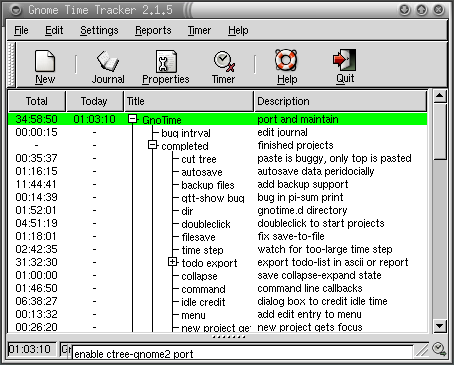 Gnome Time Tracker 2.1.5
File Edit Settings Reports Timer Help
New Journal Properties Timer Help Quit
Total Today Title Description
34:58:50 01:03:10 GnoTime port and maintain
00:00:15 - bug intrval edit journal
- - completed finished projects
00:35:37 - cut tree paste is buggy, only top is pasted
01:16:15 - autosave autosave data peridocially
11:44:41 - backup files add backup support
00:14:39 - gtt-show bug bug in pi-sum print
01:52:01 - dir gnotime.d directory
04:51:19 - doubleclick doubleclick to start projects
01:18:01 - filesave fix save-to-file
02:42:35 - time step watch for too-large time step
31:32:30 - todo export export todo-list in ascii or report
01:00:00 - collapse save collapse-expand state
01:46:50 - command command line callbacks
06:38:27 - idle credit dialog box to credit idle time
00:13:32 - menu add edit entry to menu
00:26:20 - new project get new project gets focus
01:03:10
enable ctree-gnome2 port